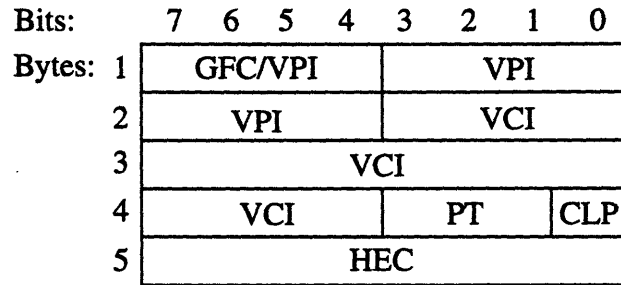 Bits: 7 6 5 4 3 2 1 0
Bytes: 1 GFC/VPI VPI
2 VPI VCI
3 VCI
4 VCI PT CLP
5 HEC